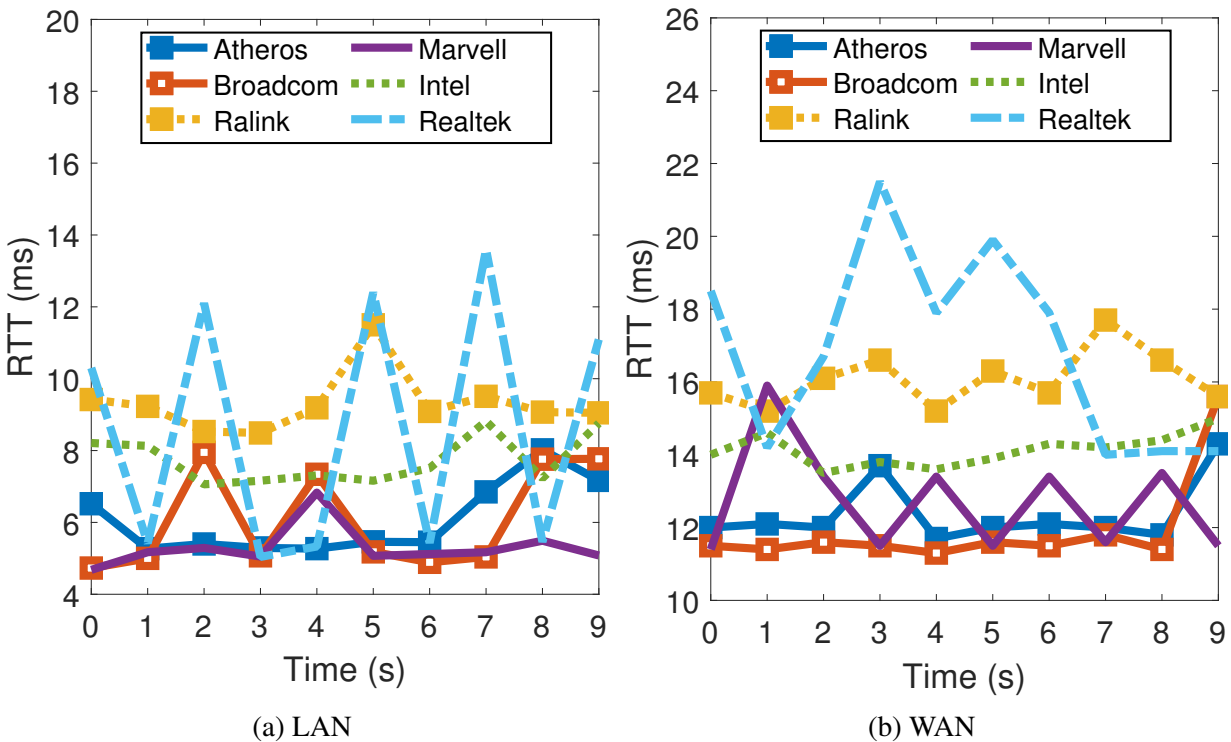 20
18
16
14
12
10
8
6
4
RTT (ms)
Atheros Marvell
Broadcom Intel
Ralink Realtek
0 1 2 3 4 5 6 7 8 9
Time (s)
(a) LAN
26
24
22
20
18
16
14
12
10
RTT (ms)
Atheros Marvell
Broadcom Intel
Ralink Realtek
0 1 2 3 4 5 6 7 8 9
Time (s)
(b) WAN